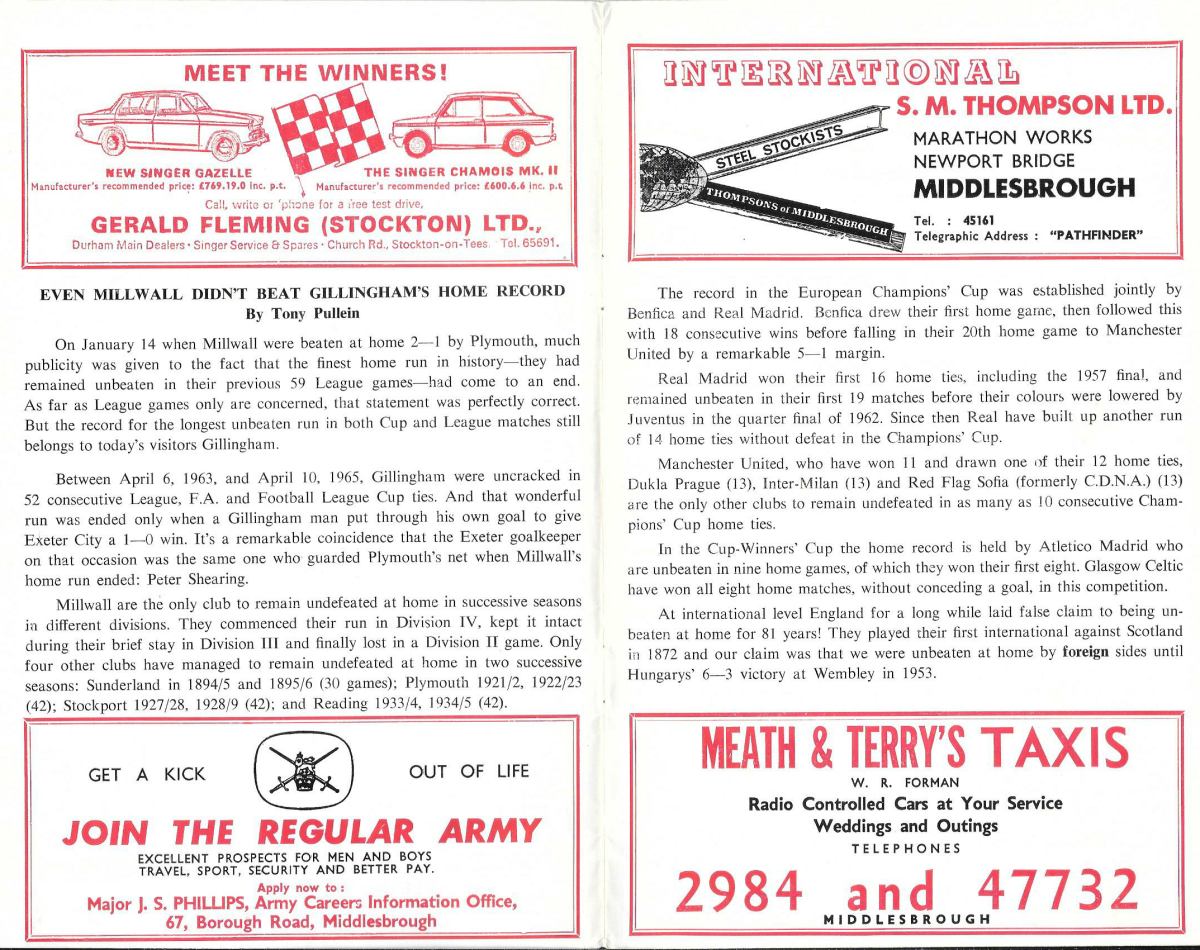 MEET THE WINNERS!
NEW SINGER GAZELLE
Manufacturer's recommended price: £769.19.0 inc. p.t.
THE SINGER CHAMOIS MK. II
Manufacturer's recommended price: £600.6.6 inc. p.t
Call, write or 'phone for a free test drive,
GERALD FLEMING (STOCKTON) LTD.,
Durham Main Dealers · Singer Service & Spares · Church Rd., Stockton-on-Tees. Tel. 65691.
EVEN MILLWALL DIDN'T BEAT GILLINGHAM'S HOME RECORD
By Tony Pullein
On January 14 when Millwall were beaten at home 2—1 by Plymouth, much
publicity was given to the fact that the finest home run in history—they had
remained unbeaten in their previous 59 League games—had come to an end.
As far as League games only are concerned, that statement was perfectly correct.
But the record for the longest unbeaten run in both Cup and League matches still
belongs to today's visitors Gillingham.
Between April 6, 1963, and April 10, 1965, Gillingham were uncracked in
52 consecutive League, F.A. and Football League Cup ties. And that wonderful
run was ended only when a Gillingham man put through his own goal to give
Exeter City a 1—0 win. It's a remarkable coincidence that the Exeter goalkeeper
on that occasion was the same one who guarded Plymouth's net when Millwall's
home run ended: Peter Shearing.
Millwall are the only club to remain undefeated at home in successive seasons
in different divisions. They commenced their run in Division IV, kept it intact
during their brief stay in Division III and finally lost in a Division II game. Only
four other clubs have managed to remain undefeated at home in two successive
seasons: Sunderland in 1894/5 and 1895/6 (30 games); Plymouth 1921/2, 1922/23
(42); Stockport 1927/28, 1928/9 (42); and Reading 1933/4, 1934/5 (42).
GET A KICK
OUT OF LIFE
JOIN THE REGULAR ARMY
EXCELLENT PROSPECTS FOR MEN AND BOYS
TRAVEL, SPORT, SECURITY AND BETTER PAY.
Apply now to :
Major J. S. PHILLIPS, Army Careers Information Office,
67, Borough Road, Middlesbrough
INTERNATIONAL
S. M. THOMPSON LTD.
STEEL STOCKISTS
THOMPSONS of MIDDLESBROUGH
MARATHON WORKS
NEWPORT BRIDGE
MIDDLESBROUGH
Tel. : 45161
Telegraphic Address : "PATHFINDER"
The record in the European Champions' Cup was established jointly by
Benfica and Real Madrid. Benfica drew their first home game, then followed this
with 18 consecutive wins before falling in their 20th home game to Manchester
United by a remarkable 5—1 margin.
Real Madrid won their first 16 home ties, including the 1957 final, and
remained unbeaten in their first 19 matches before their colours were lowered by
Juventus in the quarter final of 1962. Since then Real have built up another run
of 14 home ties without defeat in the Champions' Cup.
Manchester United, who have won 11 and drawn one of their 12 home ties,
Dukla Prague (13), Inter-Milan (13) and Red Flag Sofia (formerly C.D.N.A.) (13)
are the only other clubs to remain undefeated in as many as 10 consecutive Cham-
pions' Cup home ties.
In the Cup-Winners' Cup the home record is held by Atletico Madrid who
are unbeaten in nine home games, of which they won their first eight. Glasgow Celtic
have won all eight home matches, without conceding a goal, in this competition.
At international level England for a long while laid false claim to being un-
beaten at home for 81 years! They played their first international against Scotland
in 1872 and our claim was that we were unbeaten at home by foreign sides until
Hungarys' 6—3 victory at Wembley in 1953.
MEATH & TERRY'S TAXIS
W. R. FORMAN
Radio Controlled Cars at Your Service
Weddings and Outings
TELEPHONES
2984 and 47732
MIDDLESBROUGH